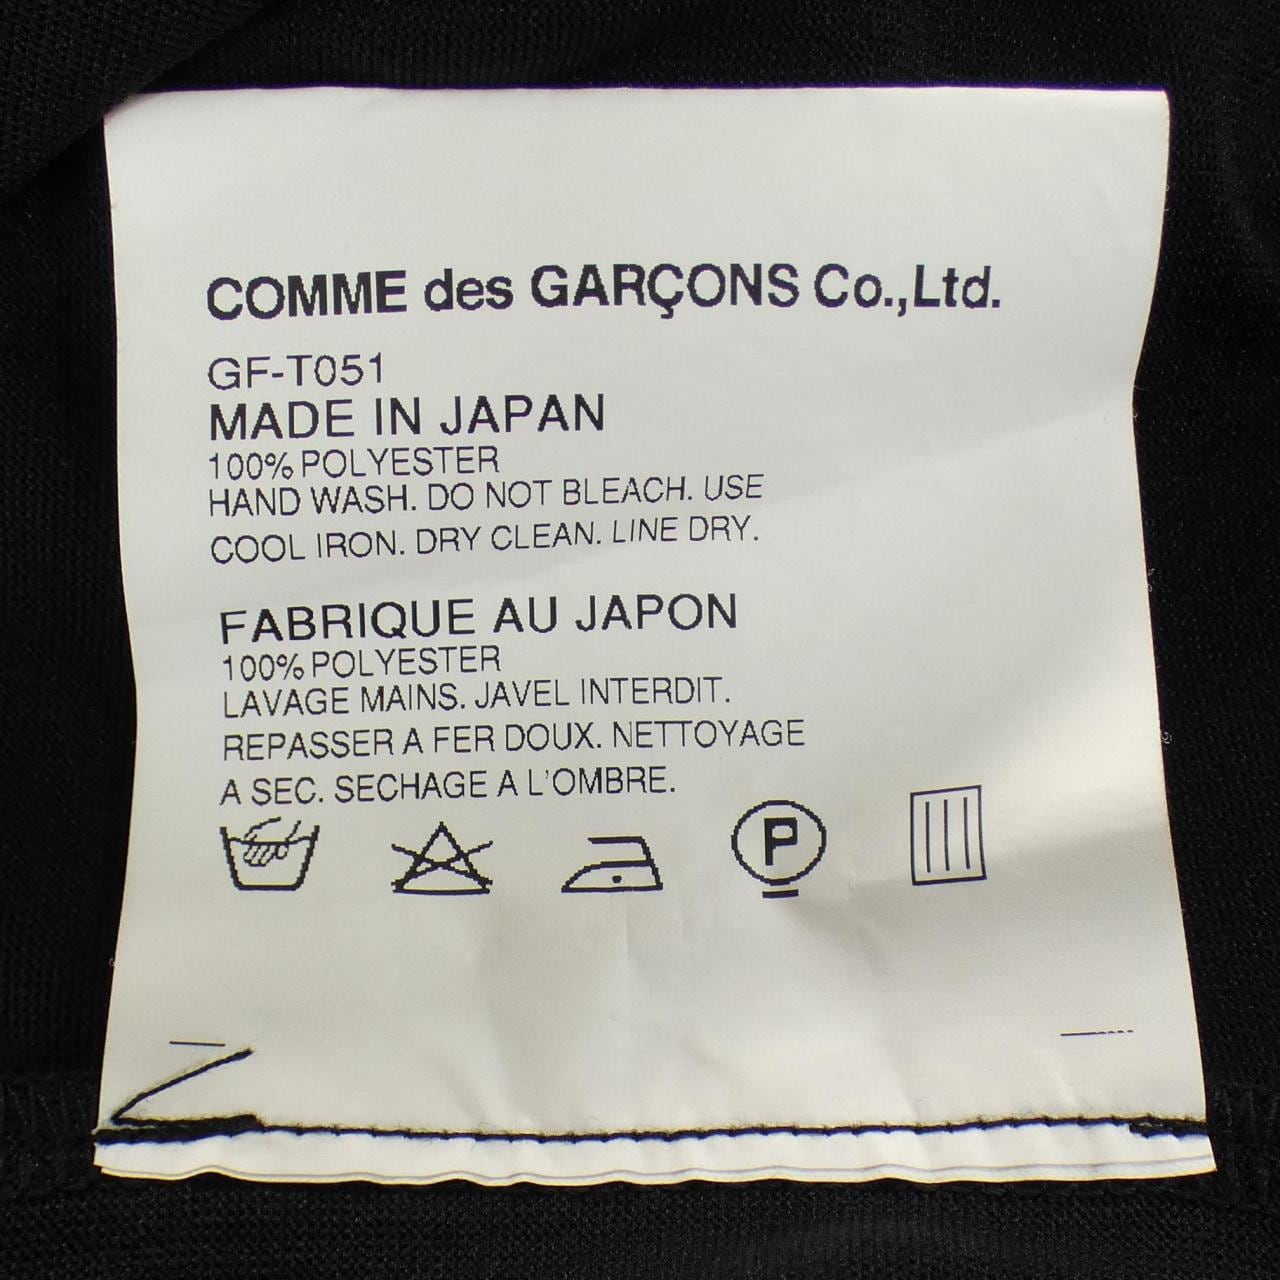 COMME des GARÇONS Co.,Ltd.
GF-T051
MADE IN JAPAN
100% POLYESTER
HAND WASH. DO NOT BLEACH. USE
COOL IRON. DRY CLEAN. LINE DRY.
FABRIQUE AU JAPON
100% POLYESTER
LAVAGE MAINS. JAVEL INTERDIT.
REPASSER A FER DOUX. NETTOYAGE
A SEC. SECHAGE A L'OMBRE.
P